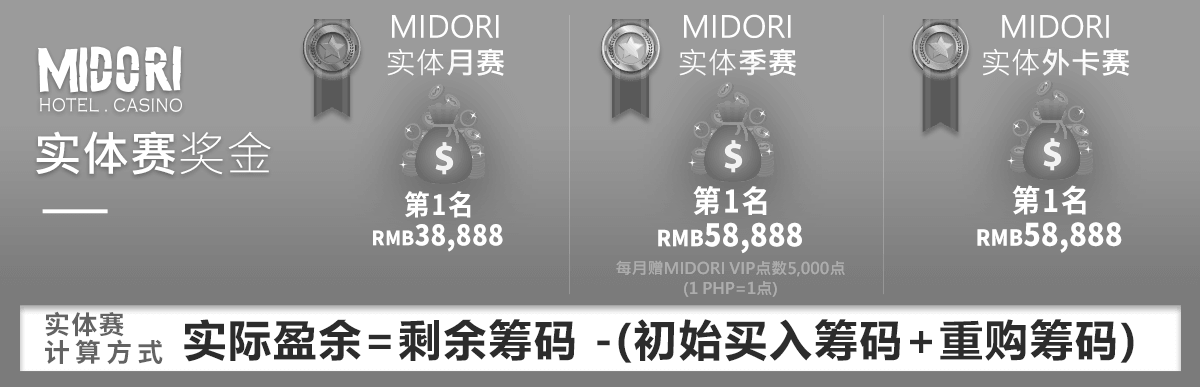 MIDORI
HOTEL . CASINO
实体赛奖金
MIDORI
实体月赛
$
第1名
RMB38,888
MIDORI
实体季赛
$
第1名
RMB58,888
每月赠MIDORI VIP点数5,000点
(1 PHP=1点)
MIDORI
实体外卡赛
$
第1名
RMB58,888
实体赛
计算方式
实际盈余=剩余筹码 -(初始买入筹码+重购筹码)